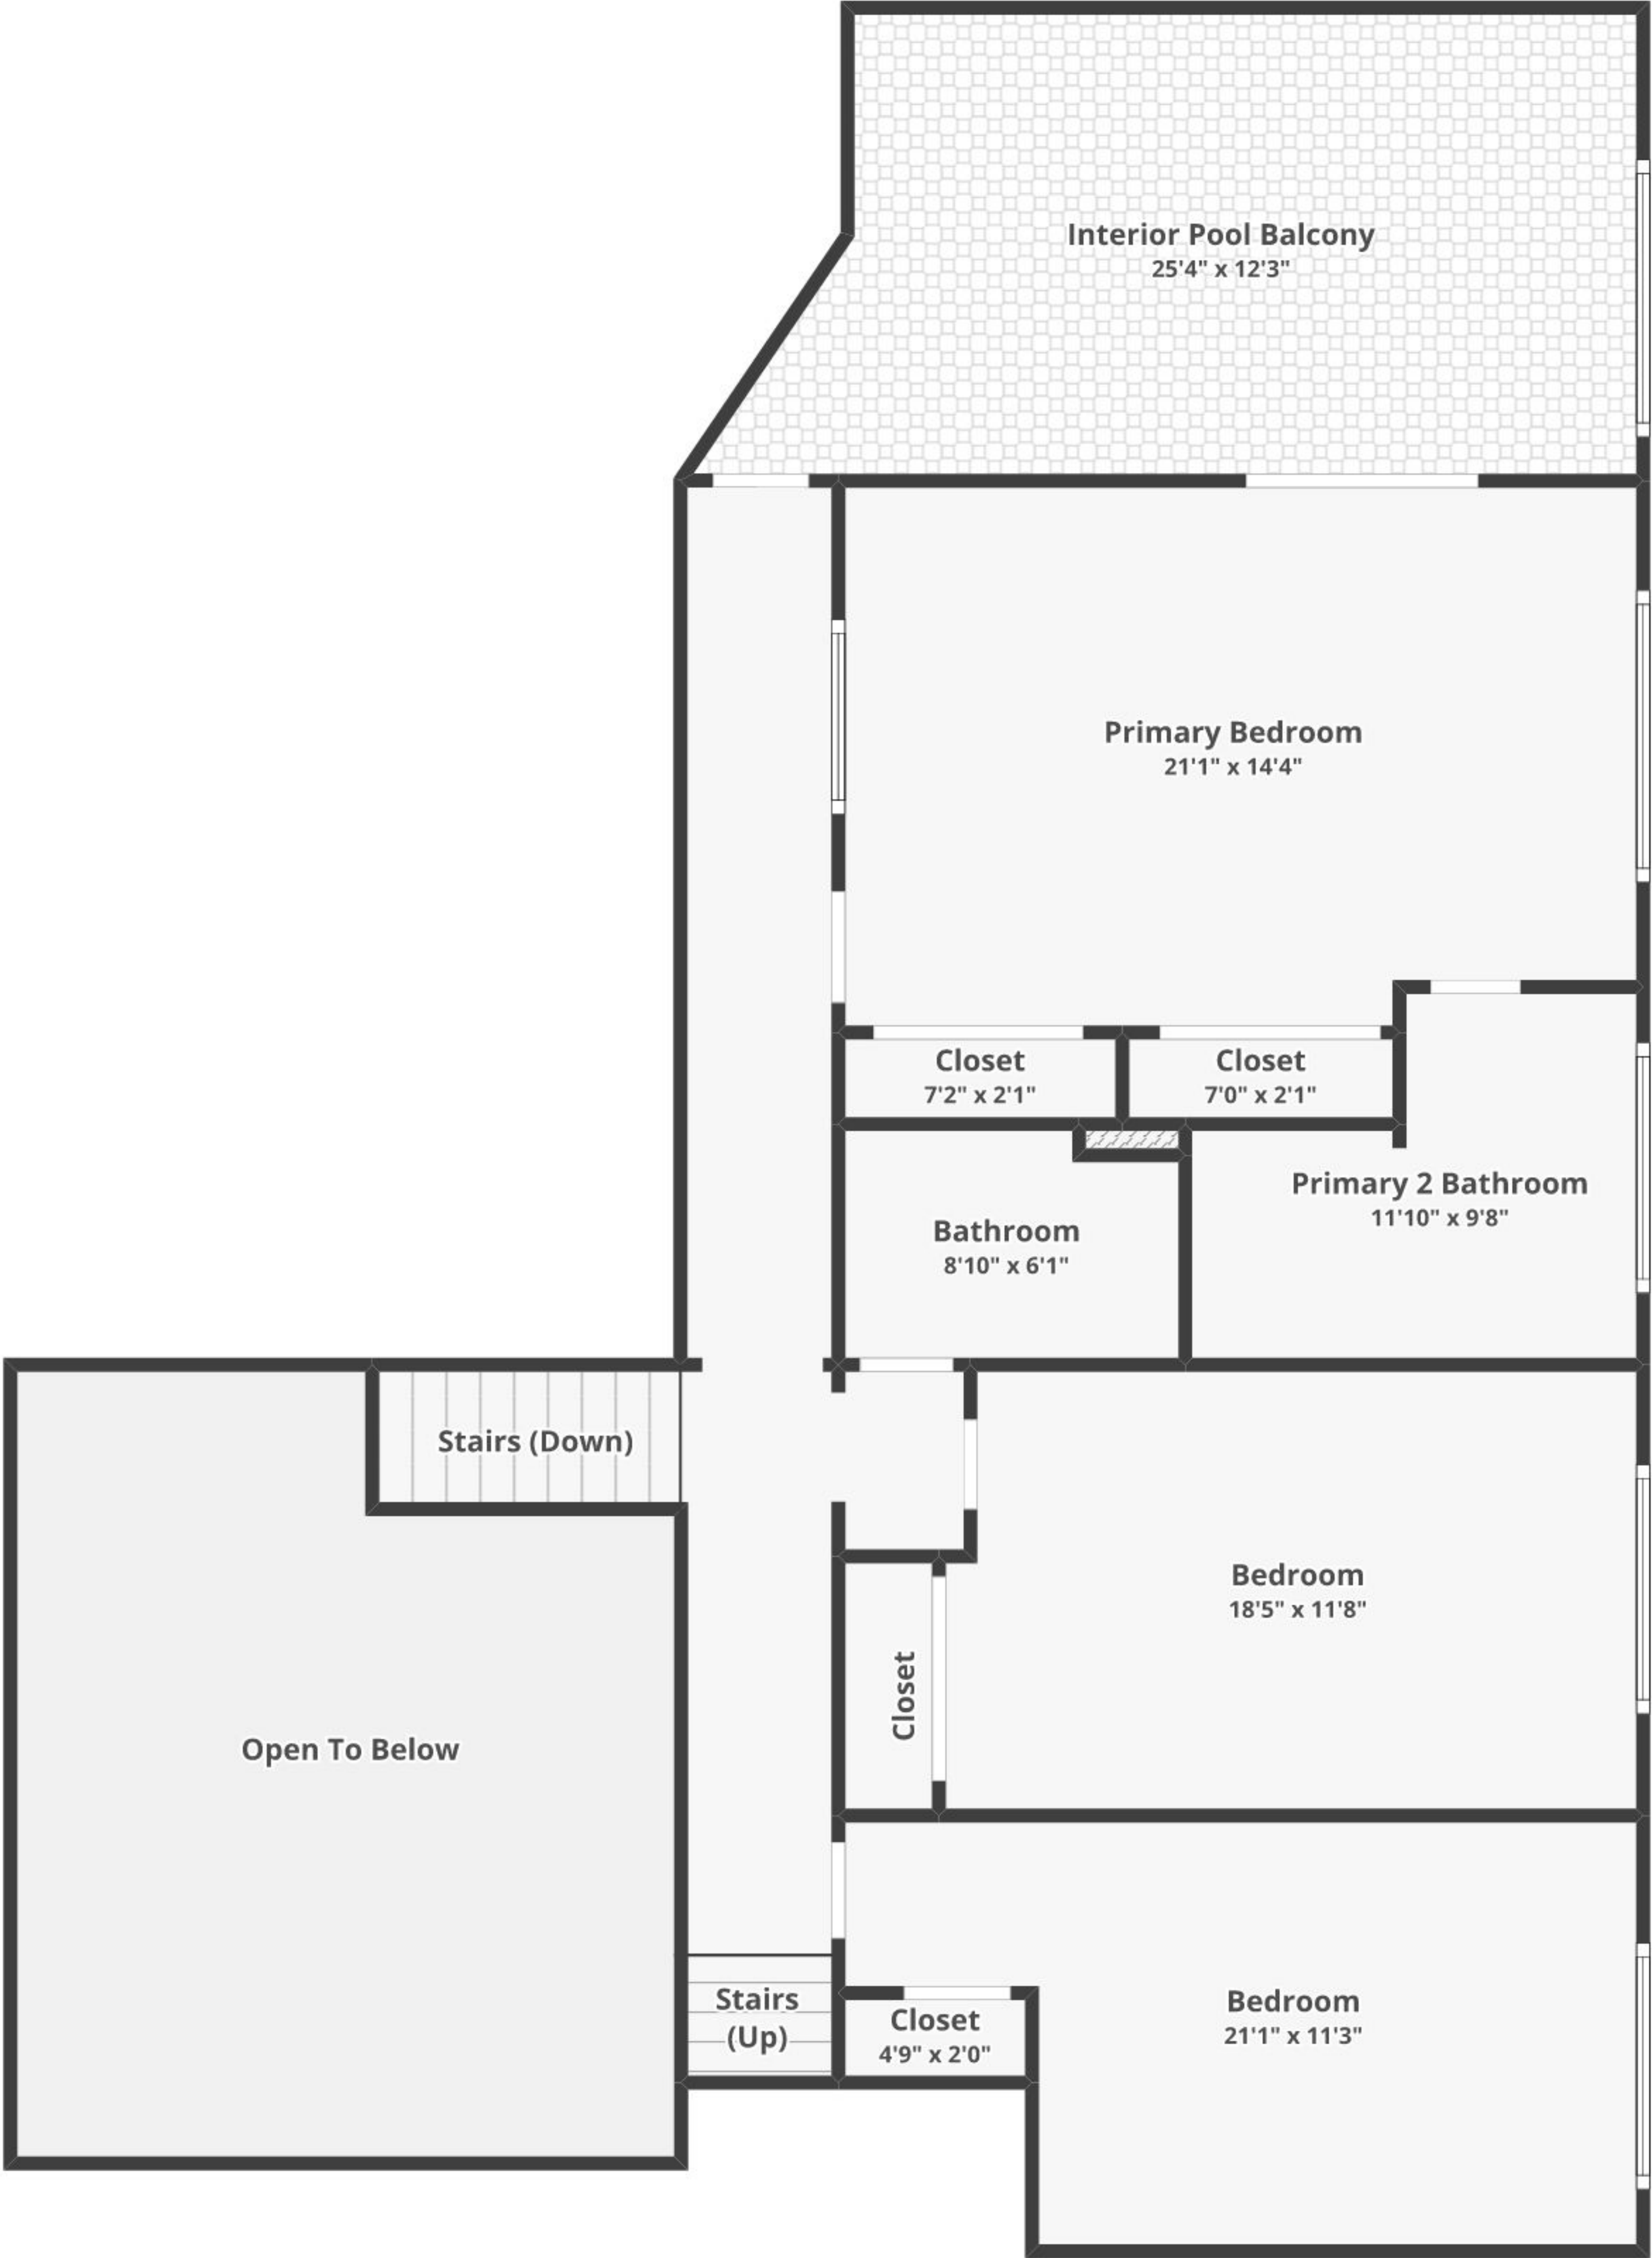 Interior Pool Balcony
25'4" x 12'3"
Primary Bedroom
21'1" x 14'4"
Closet
7'2" x 2'1"
Closet
7'0" x 2'1"
Primary 2 Bathroom
11'10" x 9'8"
Bathroom
8'10" x 6'1"
Stairs (Down)
Bedroom
18'5" x 11'8"
Closet
Open To Below
Stairs
(Up)
Closet
4'9" x 2'0"
Bedroom
21'1" x 11'3"